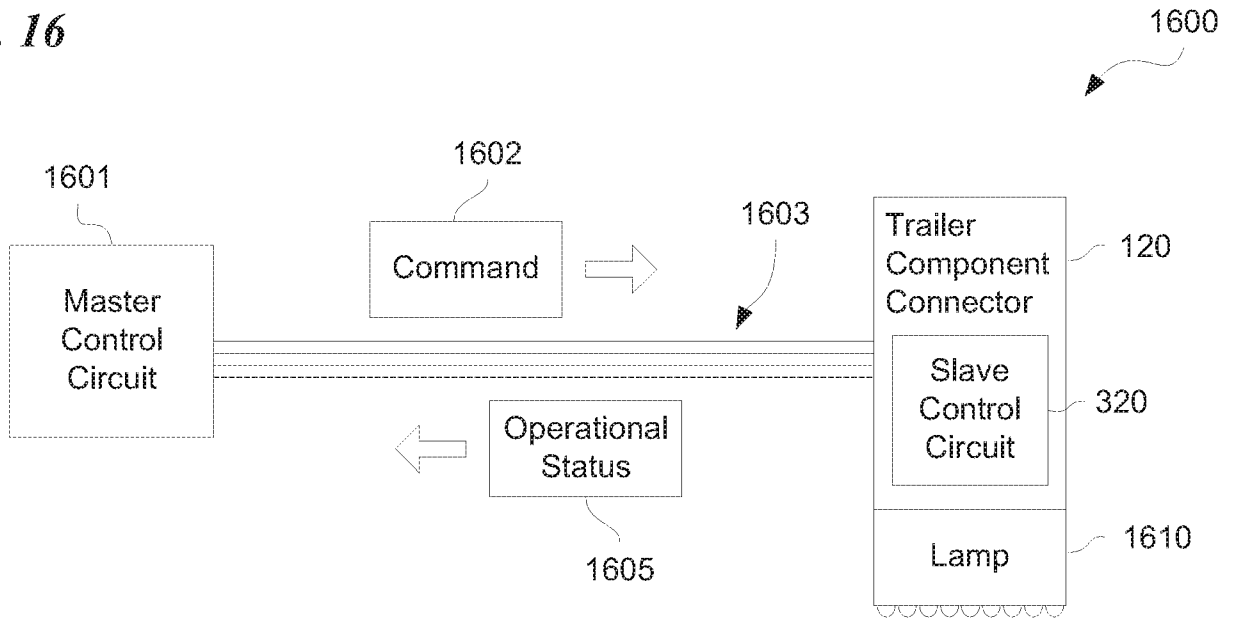 . 16
1600
1602
1601
1603
Trailer
Component
Connector
120
Command
Master
Control
Circuit
Slave
Control
Circuit
320
Operational
Status
1605
Lamp
1610